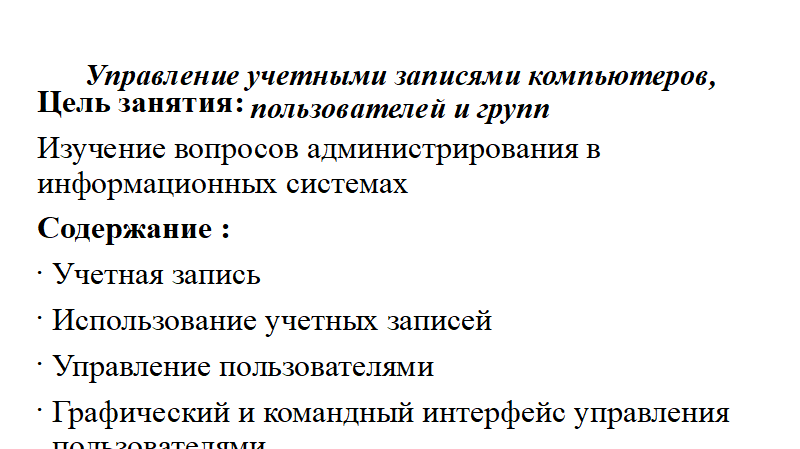 Управление учетными записями компьютеров,
пользователей и групп
Цель занятия:
Изучение вопросов администрирования в
информационных системах
Содержание :
· Учетная запись
· Использование учетных записей
· Управление пользователями
· Графический и командный интерфейс управления
пользователями